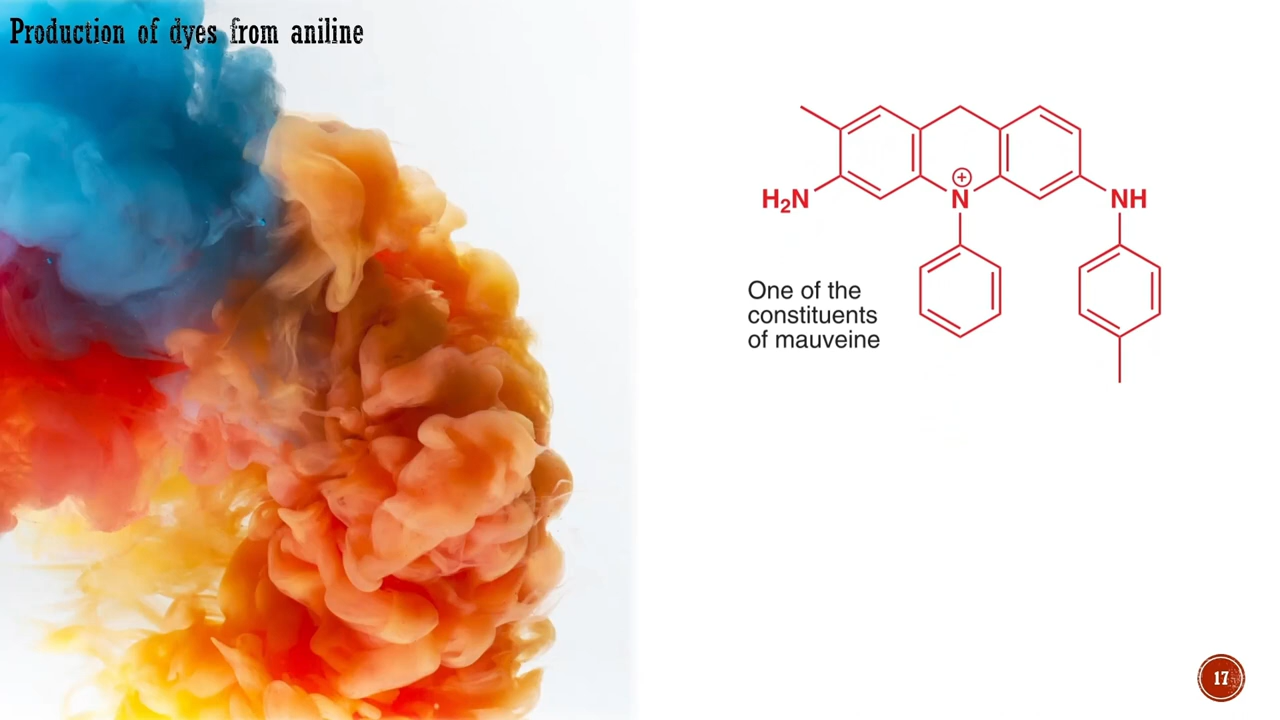 Production of dyes from aniline
H₂N
⊕
N
NH
One of the
constituents
of mauveine
17